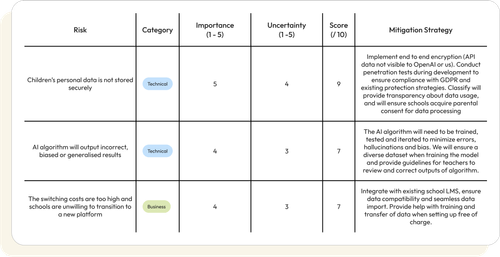 Risk
Category
Importance
(1 - 5)
Uncertainty
(1 -5)
Score
(/ 10)
Mitigation Strategy
Children's personal data is not stored
securely
Technical
5
4
9
Implement end to end encryption (API
data not visible to OpenAI or us). Conduct
penetration tests during development to
ensure compliance with GDPR and
existing protection strategies. Classify will
provide transparency about data usage,
and will ensure schools acquire parental
consent for data processing
AI algorithm will output incorrect,
biased or generalised results
Technical
4
3
7
The AI algorithm will need to be trained,
tested and iterated to minimize errors,
hallucinations and bias. We will ensure a
diverse dataset when training the model
and provide guidelines for teachers to
review and correct outputs of algorithm.
The switching costs are too high and
schools are unwilling to transition to
a new platform
Business
4
3
7
Integrate with existing school LMS, ensure
data compatibility and seamless data
import. Provide help with training and
transfer of data when setting up free of
charge.